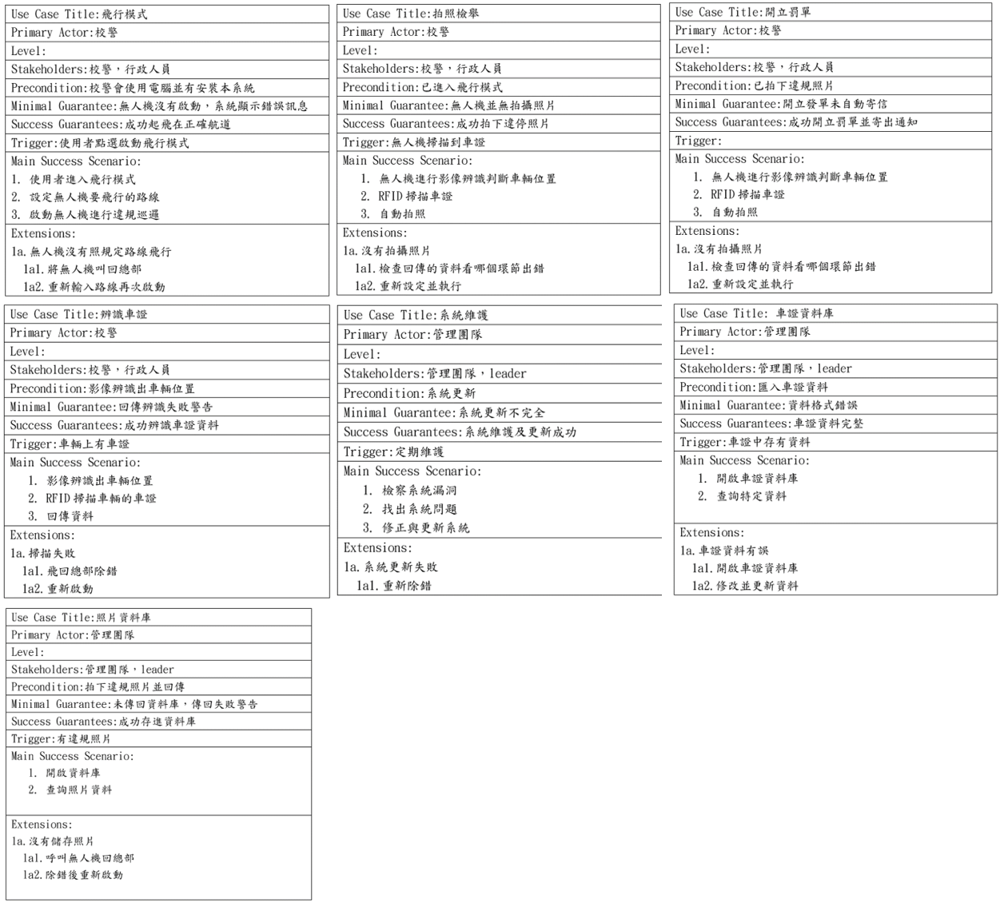 Use Case Title:飛行模式
Primary Actor:校警
Level:
Stakeholders:校警，行政人員
Precondition:校警會使用電腦並有安裝本系統
Minimal Guarantee:無人機沒有啟動，系統顯示錯誤訊息
Success Guarantees:成功起飛在正確航道
Trigger:使用者點選啟動飛行模式
Main Success Scenario:
1. 使用者進入飛行模式
2. 設定無人機要飛行的路線
3. 啟動無人機進行違規巡邏
Extensions:
1a.無人機沒有照規定路線飛行
1a1.將無人機叫回總部
1a2.重新輸入路線再次啟動
Use Case Title:拍照檢舉
Primary Actor:校警
Level:
Stakeholders:校警，行政人員
Precondition:已進入飛行模式
Minimal Guarantee:無人機並無拍攝照片
Success Guarantees:成功拍下違停照片
Trigger:無人機掃描到車證
Main Success Scenario:
1. 無人機進行影像辨識判斷車輛位置
2. RFID掃描車證
3. 自動拍照
Extensions:
1a.沒有拍攝照片
1a1.檢查回傳的資料看哪個環節出錯
1a2.重新設定並執行
Use Case Title:開立罰單
Primary Actor:校警
Level:
Stakeholders:校警，行政人員
Precondition:已拍下違規照片
Minimal Guarantee:開立發單未自動寄信
Success Guarantees:成功開立罰單並寄出通知
Trigger:
Main Success Scenario:
1. 無人機進行影像辨識判斷車輛位置
2. RFID掃描車證
3. 自動拍照
Extensions:
1a.沒有拍攝照片
1a1.檢查回傳的資料看哪個環節出錯
1a2.重新設定並執行
Use Case Title:辨識車證
Primary Actor:校警
Level:
Stakeholders:校警，行政人員
Precondition:影像辨識出車輛位置
Minimal Guarantee:回傳辨識失敗警告
Success Guarantees:成功辨識車證資料
Trigger:車輛上有車證
Main Success Scenario:
1. 影像辨識出車輛位置
2. RFID掃描車輛的車證
3. 回傳資料
Extensions:
1a.掃描失敗
1a1.飛回總部除錯
1a2.重新啟動
Use Case Title:系統維護
Primary Actor:管理團隊
Level:
Stakeholders:管理團隊，leader
Precondition:系統更新
Minimal Guarantee:系統更新不完全
Success Guarantees:系統維護及更新成功
Trigger:定期維護
Main Success Scenario:
1. 檢察系統漏洞
2. 找出系統問題
3. 修正與更新系統
Extensions:
1a.系統更新失敗
1a1.重新除錯
Use Case Title: 車證資料庫
Primary Actor:管理團隊
Level:
Stakeholders:管理團隊，leader
Precondition:匯入車證資料
Minimal Guarantee:資料格式錯誤
Success Guarantees:車證資料完整
Trigger:車證中存有資料
Main Success Scenario:
1. 開啟車證資料庫
2. 查詢特定資料
Extensions:
1a.車證資料有誤
1a1.開啟車證資料庫
1a2.修改並更新資料
Use Case Title:照片資料庫
Primary Actor:管理團隊
Level:
Stakeholders:管理團隊，leader
Precondition:拍下違規照片並回傳
Minimal Guarantee:未傳回資料庫，傳回失敗警告
Success Guarantees:成功存進資料庫
Trigger:有違規照片
Main Success Scenario:
1. 開啟資料庫
2. 查詢照片資料
Extensions:
1a.沒有儲存照片
1a1.呼叫無人機回總部
1a2.除錯後重新啟動